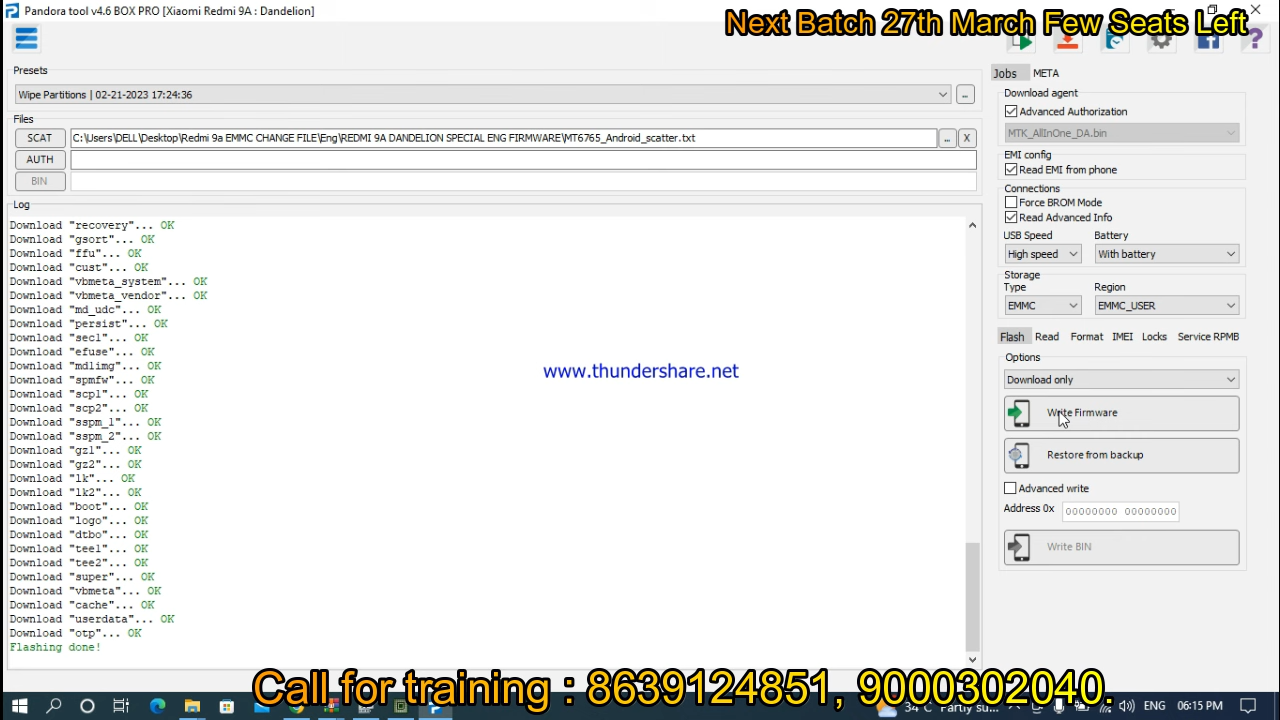 Pandora tool v4.6 BOX PRO [Xiaomi Redmi 9A : Dandelion]
Next Batch 27th March Few Seats Left
Presets
Wipe Partitions | 02-21-2023 17:24:36
...
Files
SCAT
C:\Users\DELL\Desktop\Redmi 9a EMMC CHANGE FILE\Eng\REDMI 9A DANDELION SPECIAL ENG FIRMWARE\MT6765_Android_scatter.txt
...
X
AUTH
BIN
Log
Download "recovery"... OK
Download "gsort"... OK
Download "ffu"... OK
Download "cust"... OK
Download "vbmeta_system"... OK
Download "vbmeta_vendor"... OK
Download "md_udc"... OK
Download "persist"... OK
Download "sec1"... OK
Download "efuse"... OK
Download "md1img"... OK
Download "spmfw"... OK
Download "scp1"... OK
Download "scp2"... OK
Download "sspm_1"... OK
Download "sspm_2"... OK
Download "gz1"... OK
Download "gz2"... OK
Download "lk"... OK
Download "lk2"... OK
Download "boot"... OK
Download "logo"... OK
Download "dtbo"... OK
Download "tee1"... OK
Download "tee2"... OK
Download "super"... OK
Download "vbmeta"... OK
Download "cache"... OK
Download "userdata"... OK
Download "otp"... OK
Flashing done!
www.thundershare.net
Jobs META
Download agent
Advanced Authorization
MTK_AllInOne_DA.bin
EMI config
Read EMI from phone
Connections
Force BROM Mode
Read Advanced Info
USB Speed Battery
High speed With battery
Storage
Type Region
EMMC EMMC_USER
Flash Read Format IMEI Locks Service RPMB
Options
Download only
Write Firmware
Restore from backup
Advanced write
Address 0x 00000000 00000000
Write BIN
Call for training : 8639124851, 9000302040.
34°C Partly su... ENG 06:15 PM